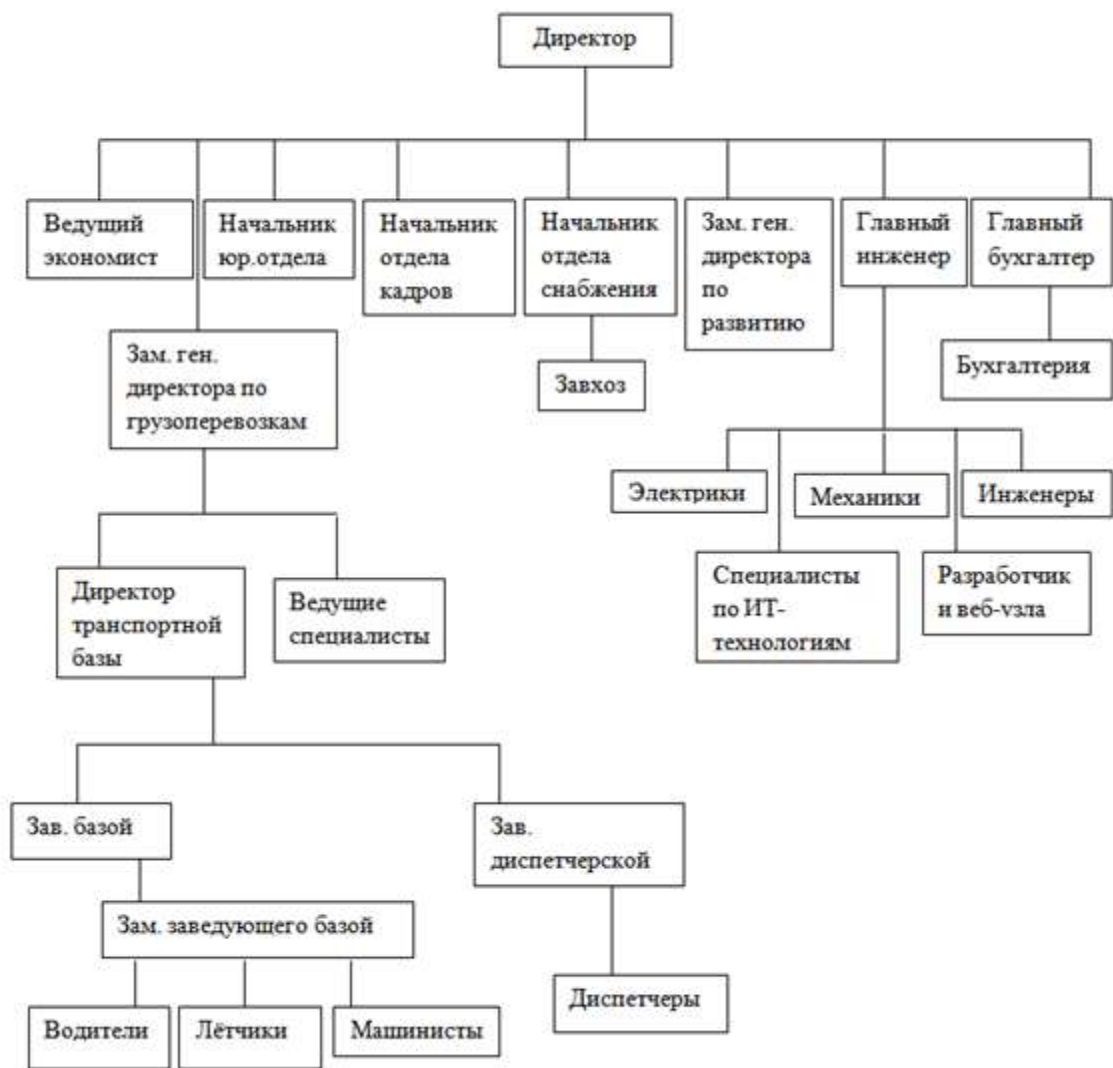 Директор
Ведущий
экономист
Начальник
юр.отдела
Начальник
отдела
кадров
Начальник
отдела
снабжения
Зам. ген.
директора
по
развитию
Главный
инженер
Главный
бухгалтер
Зам. ген.
директора по
грузоперевозкам
Завхоз
Бухгалтерия
Электрики
Механики
Инженеры
Директор
транспортной
базы
Ведущие
специалисты
Специалисты
по ИТ-
технологиям
Разработчик
и веб-узла
Зав. базой
Зав.
диспетчерской
Зам. заведующего базой
Диспетчеры
Водители
Лётчики
Машинисты